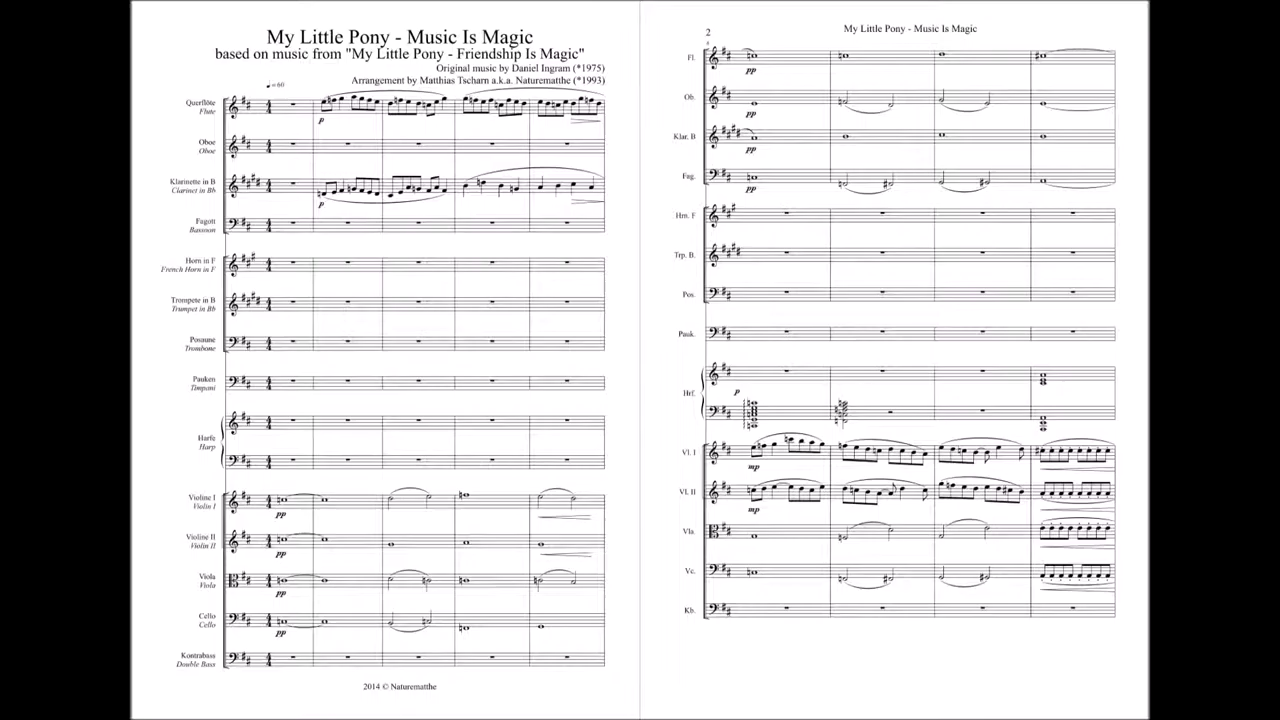 My Little Pony - Music Is Magic
based on music from "My Little Pony - Friendship Is Magic"
Original music by Daniel Ingram (*1975)
Arrangement by Matthias Tscharn a.k.a. Naturematthe (*1993)
♩=60
Querflöte
Flute
p
Oboe
Oboe
Klarinette in B
Clarinet in Bb
p
Fagott
Bassoon
Horn in F
French Horn in F
Trompete in B
Trumpet in Bb
Posaune
Trombone
Pauken
Timpani
Harfe
Harp
Violine I
Violin I
pp
Violine II
Violin II
pp
Viola
Viola
pp
Cello
Cello
pp
Kontrabass
Double Bass
2014 © Naturematthe
2
My Little Pony - Music Is Magic
Fl.
pp
Ob.
pp
Klar. B
pp
Fag.
pp
Hrn. F
Trp. B.
Pos.
Pauk.
Hrf.
p
Vl. I
mp
Vl. II
mp
Vla.
Vc.
Kb.